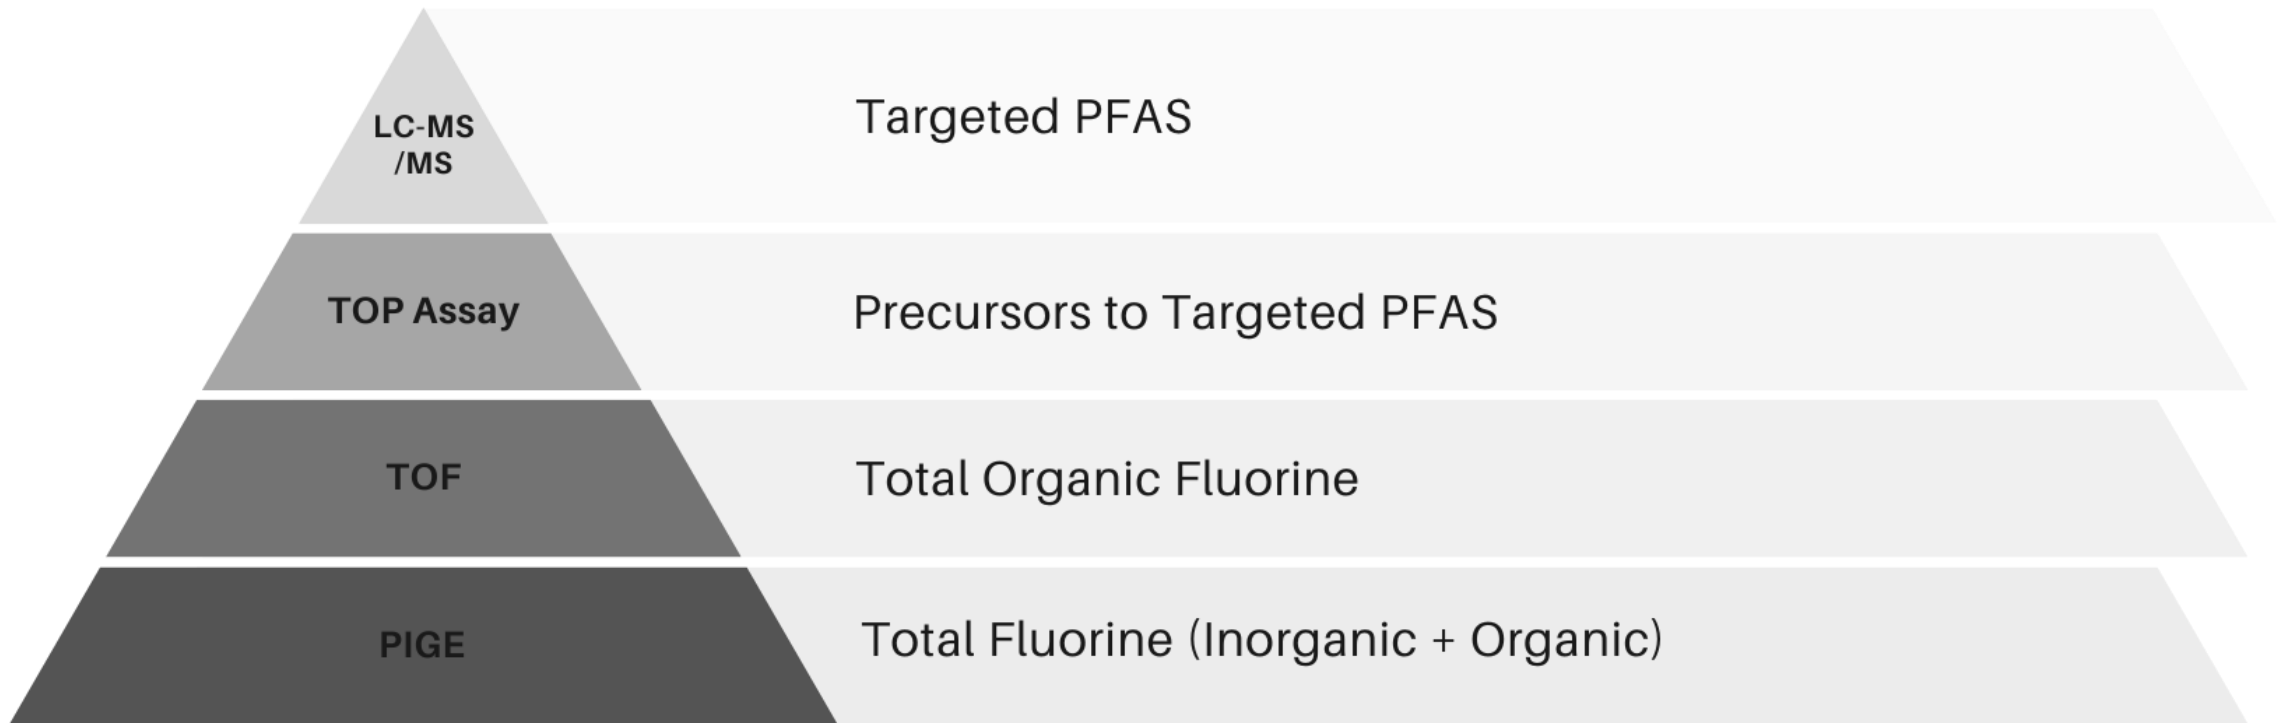 LC-MS
/MS
Targeted PFAS
TOP Assay
Precursors to Targeted PFAS
TOF
Total Organic Fluorine
PIGE
Total Fluorine (Inorganic + Organic)